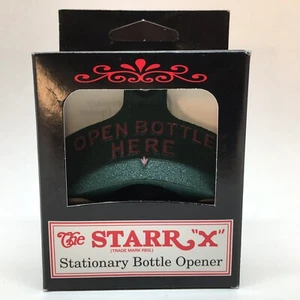 OPEN BOTTLE
HERE
The STARR "X"
(TRADE MARK REG.)
Stationary Bottle Opener